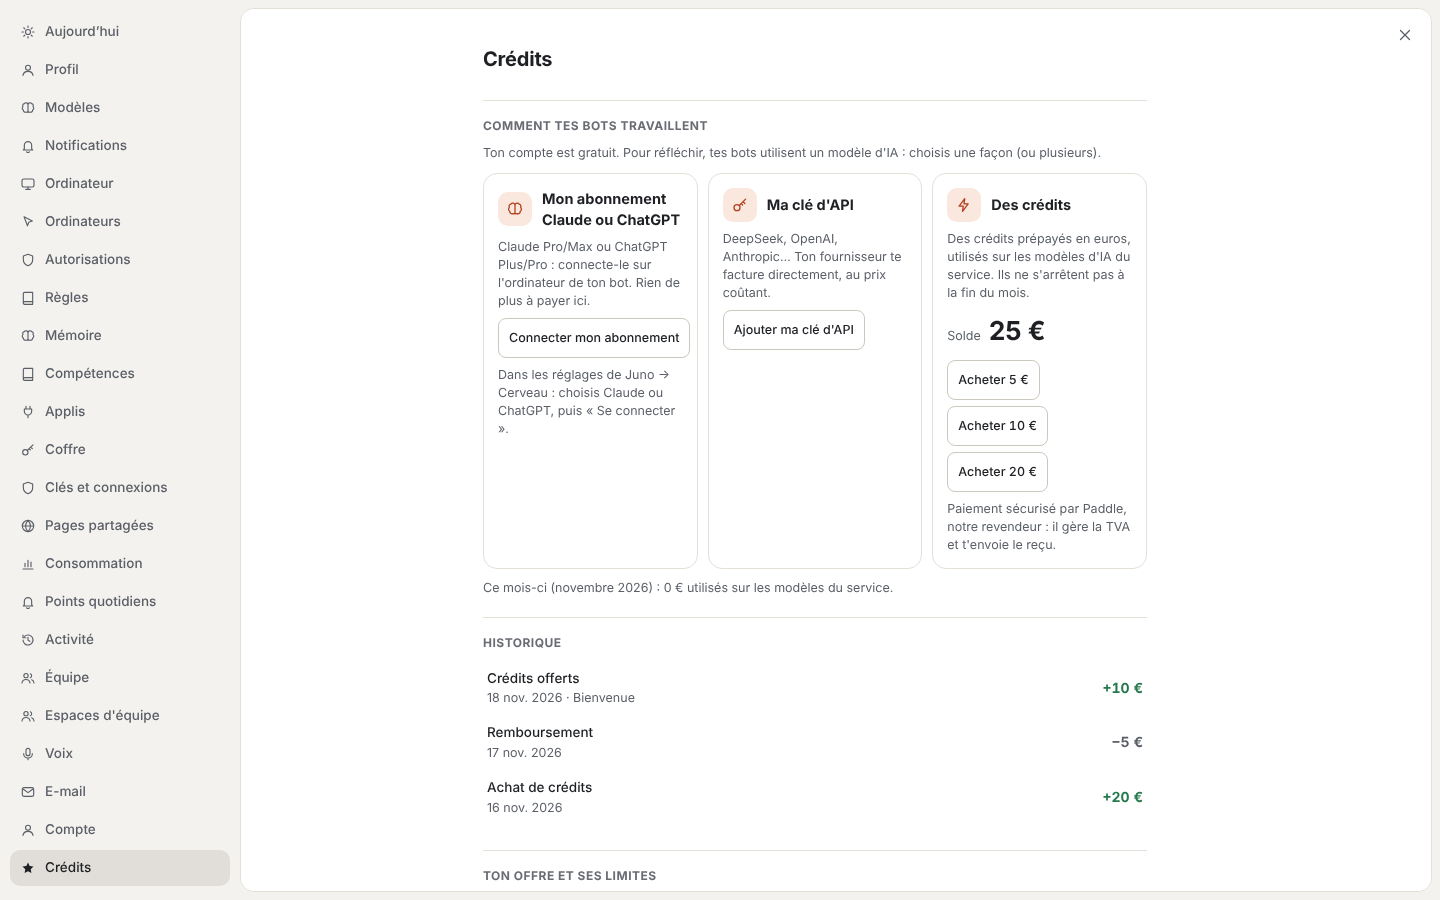 Aujourd'hui
Profil
Modèles
Notifications
Ordinateur
Ordinateurs
Autorisations
Règles
Mémoire
Compétences
Applis
Coffre
Clés et connexions
Pages partagées
Consommation
Points quotidiens
Activité
Équipe
Espaces d'équipe
Voix
E-mail
Compte
Crédits
Crédits
COMMENT TES BOTS TRAVAILLENT
Ton compte est gratuit. Pour réfléchir, tes bots utilisent un modèle d'IA : choisis une façon (ou plusieurs).
Mon abonnement
Claude ou ChatGPT
Claude Pro/Max ou ChatGPT
Plus/Pro : connecte-le sur
l'ordinateur de ton bot. Rien de
plus à payer ici.
Connecter mon abonnement
Dans les réglages de Juno →
Cerveau : choisis Claude ou
ChatGPT, puis « Se connecter
».
Ma clé d'API
DeepSeek, OpenAI,
Anthropic... Ton fournisseur te
facture directement, au prix
coûtant.
Ajouter ma clé d'API
Des crédits
Des crédits prépayés en euros,
utilisés sur les modèles d'IA du
service. Ils ne s'arrêtent pas à
la fin du mois.
Solde 25 €
Acheter 5 €
Acheter 10 €
Acheter 20 €
Paiement sécurisé par Paddle,
notre revendeur : il gère la TVA
et t'envoie le reçu.
Ce mois-ci (novembre 2026) : 0 € utilisés sur les modèles du service.
HISTORIQUE
Crédits offerts
18 nov. 2026 · Bienvenue
+10 €
Remboursement
17 nov. 2026
−5 €
Achat de crédits
16 nov. 2026
+20 €
TON OFFRE ET SES LIMITES